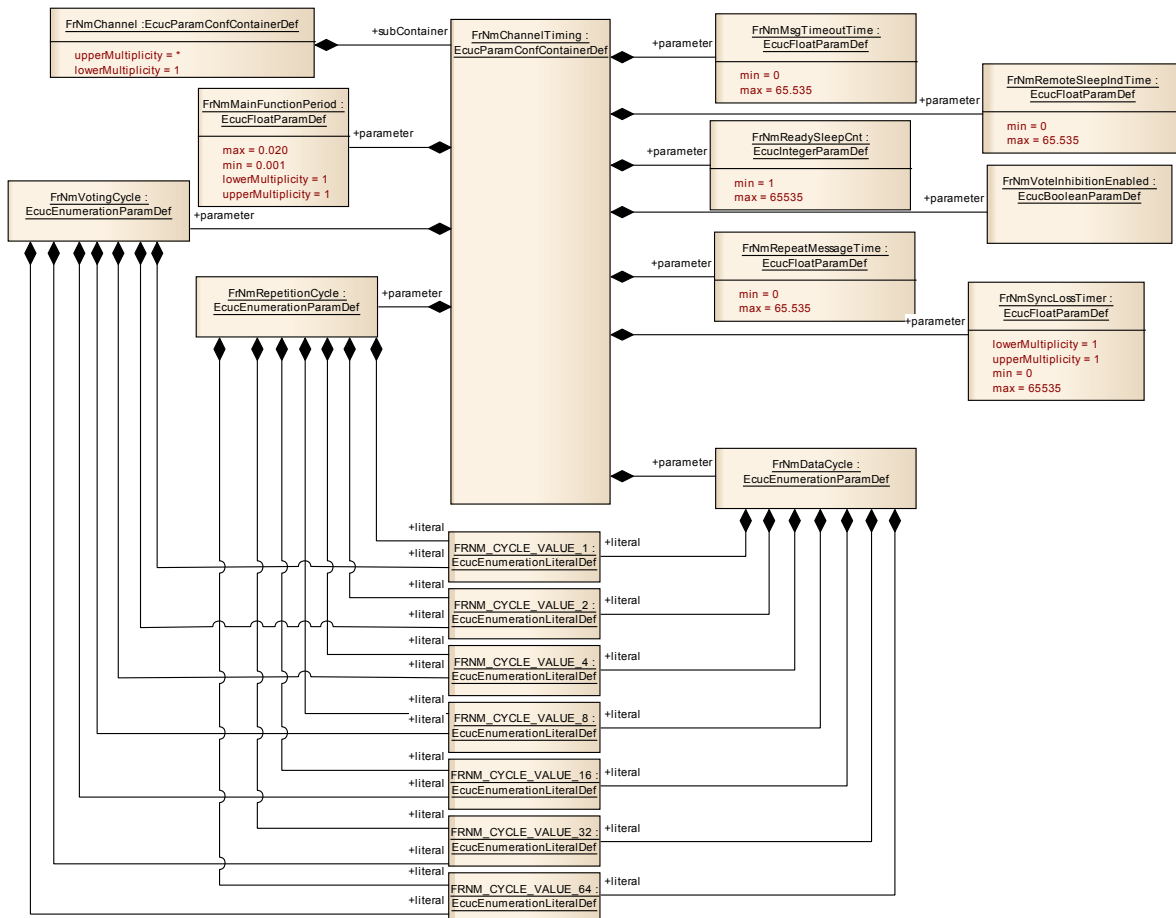 FrNmChannel :EcucParamConfContainerDef
upperMultiplicity = *
lowerMultiplicity = 1
+subContainer
FrNmChannelTiming :
EcucParamConfContainerDef
+parameter
FrNmMsgTimeoutTime :
EcucFloatParamDef
min = 0
max = 65.535
+parameter
FrNmRemoteSleepIndTime :
EcucFloatParamDef
min = 0
max = 65.535
FrNmMainFunctionPeriod :
EcucFloatParamDef
max = 0.020
min = 0.001
lowerMultiplicity = 1
upperMultiplicity = 1
+parameter
+parameter
FrNmReadySleepCnt :
EcucIntegerParamDef
min = 1
max = 65535
+parameter
FrNmVoteInhibitionEnabled :
EcucBooleanParamDef
FrNmVotingCycle :
EcucEnumerationParamDef
+parameter
+parameter
FrNmRepeatMessageTime :
EcucFloatParamDef
min = 0
max = 65.535
FrNmRepetitionCycle :
EcucEnumerationParamDef
+parameter
+parameter
FrNmSyncLossTimer :
EcucFloatParamDef
lowerMultiplicity = 1
upperMultiplicity = 1
min = 0
max = 65535
+parameter
FrNmDataCycle :
EcucEnumerationParamDef
+literal
+literal
FRNM_CYCLE_VALUE_1 :
EcucEnumerationLiteralDef
+literal
+literal
+literal
FRNM_CYCLE_VALUE_2 :
EcucEnumerationLiteralDef
+literal
+literal
+literal
FRNM_CYCLE_VALUE_4 :
EcucEnumerationLiteralDef
+literal
+literal
+literal
FRNM_CYCLE_VALUE_8 :
EcucEnumerationLiteralDef
+literal
+literal
+literal
FRNM_CYCLE_VALUE_16 :
EcucEnumerationLiteralDef
+literal
+literal
+literal
FRNM_CYCLE_VALUE_32 :
EcucEnumerationLiteralDef
+literal
+literal
+literal
FRNM_CYCLE_VALUE_64 :
EcucEnumerationLiteralDef
+literal